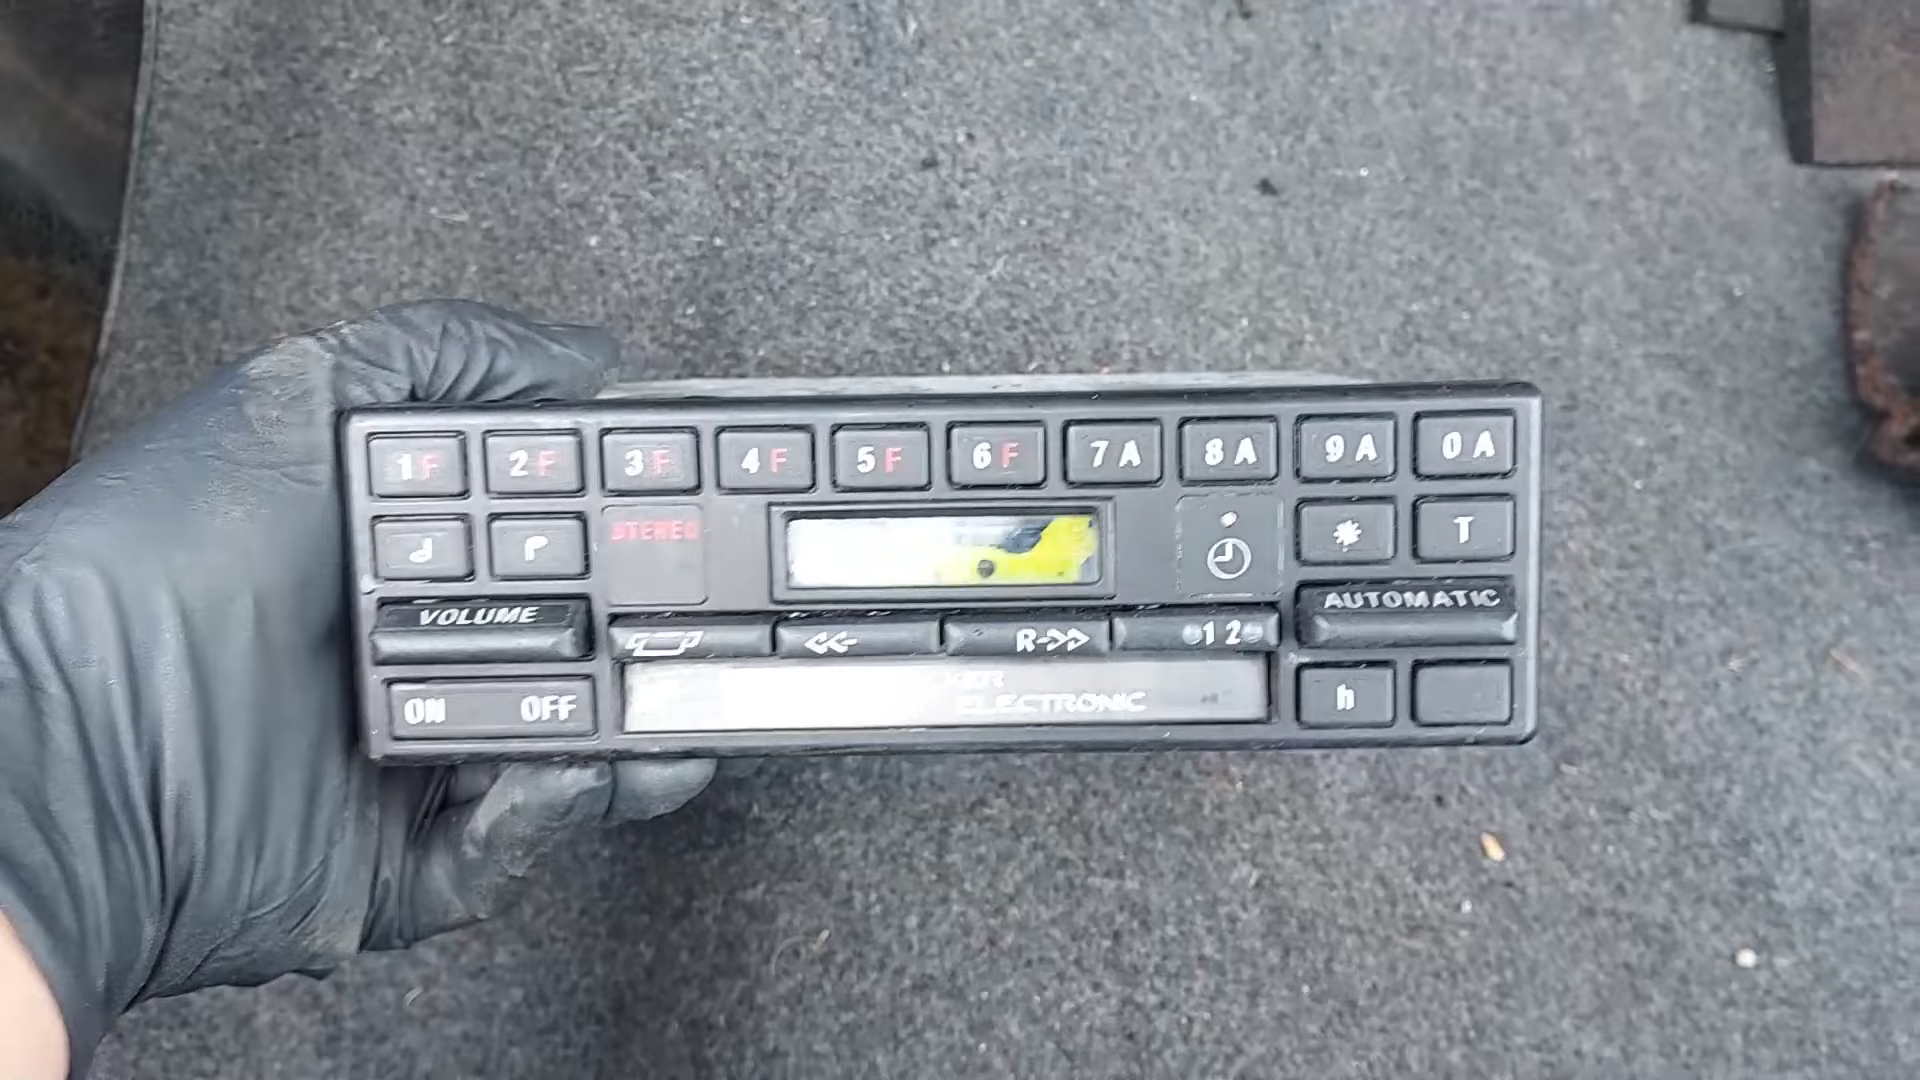 1F 2F 3F 4F 5F 6F 7A 8A 9A 0A
STEREO * T
VOLUME AUTOMATIC
R 1 2
ON OFF ELECTRONIC h